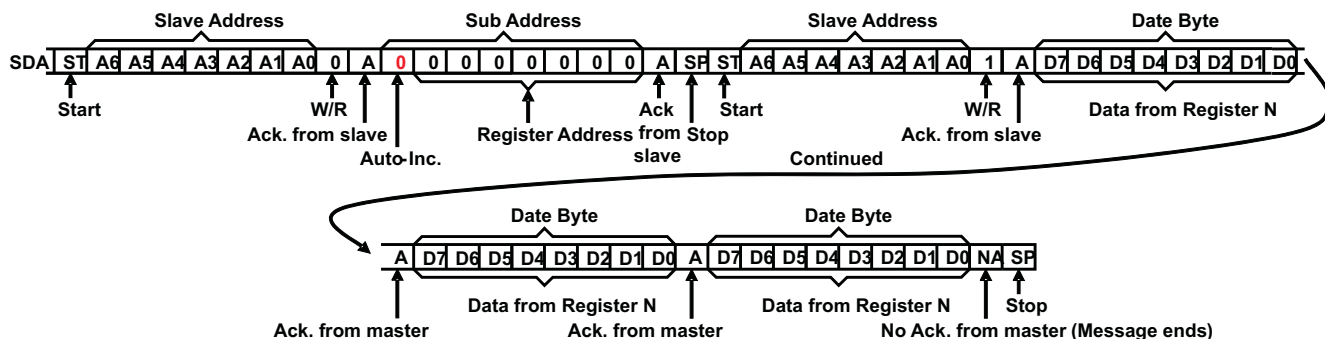 Slave Address Sub Address Slave Address Date Byte
SDA ST A6 A5 A4 A3 A2 A1 A0 0 A 0 0 0 0 0 0 0 0 A SP ST A6 A5 A4 A3 A2 A1 A0 1 A D7 D6 D5 D4 D3 D2 D1 D0
Start W/R Ack. from slave Auto-Inc. Register Address Ack from slave Stop Start W/R Ack. from slave Data from Register N
Continued
Date Byte Date Byte
A D7 D6 D5 D4 D3 D2 D1 D0 A D7 D6 D5 D4 D3 D2 D1 D0 NA SP
Data from Register N Data from Register N Stop
Ack. from master Ack. from master No Ack. from master (Message ends)